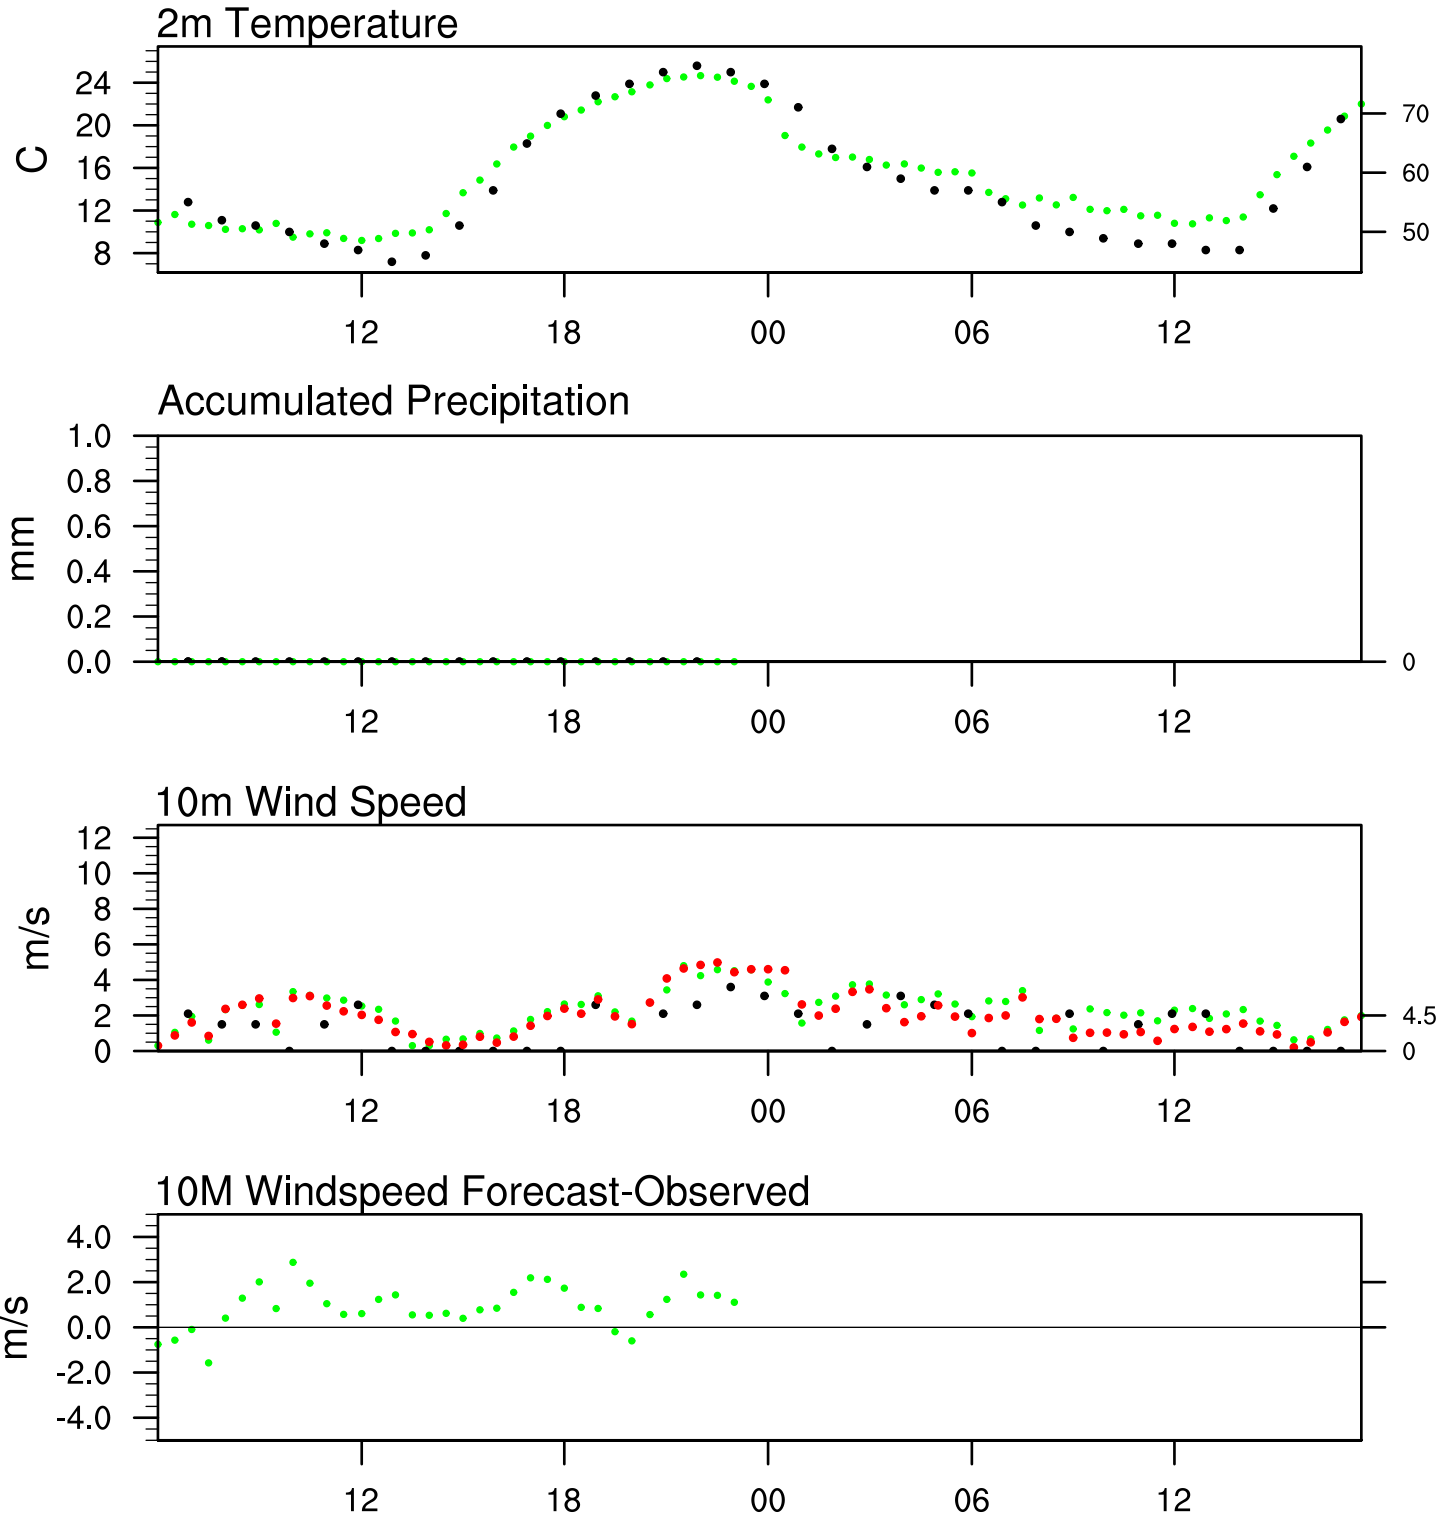 2m Temperature
C
24
20
16
12
8
70
60
50
12 18 00 06 12
Accumulated Precipitation
mm
1.0
0.8
0.6
0.4
0.2
0.0
0
12 18 00 06 12
10m Wind Speed
m/s
12
10
8
6
4
2
0
4.5
0
12 18 00 06 12
10M Windspeed Forecast-Observed
m/s
4.0
2.0
0.0
-2.0
-4.0
12 18 00 06 12